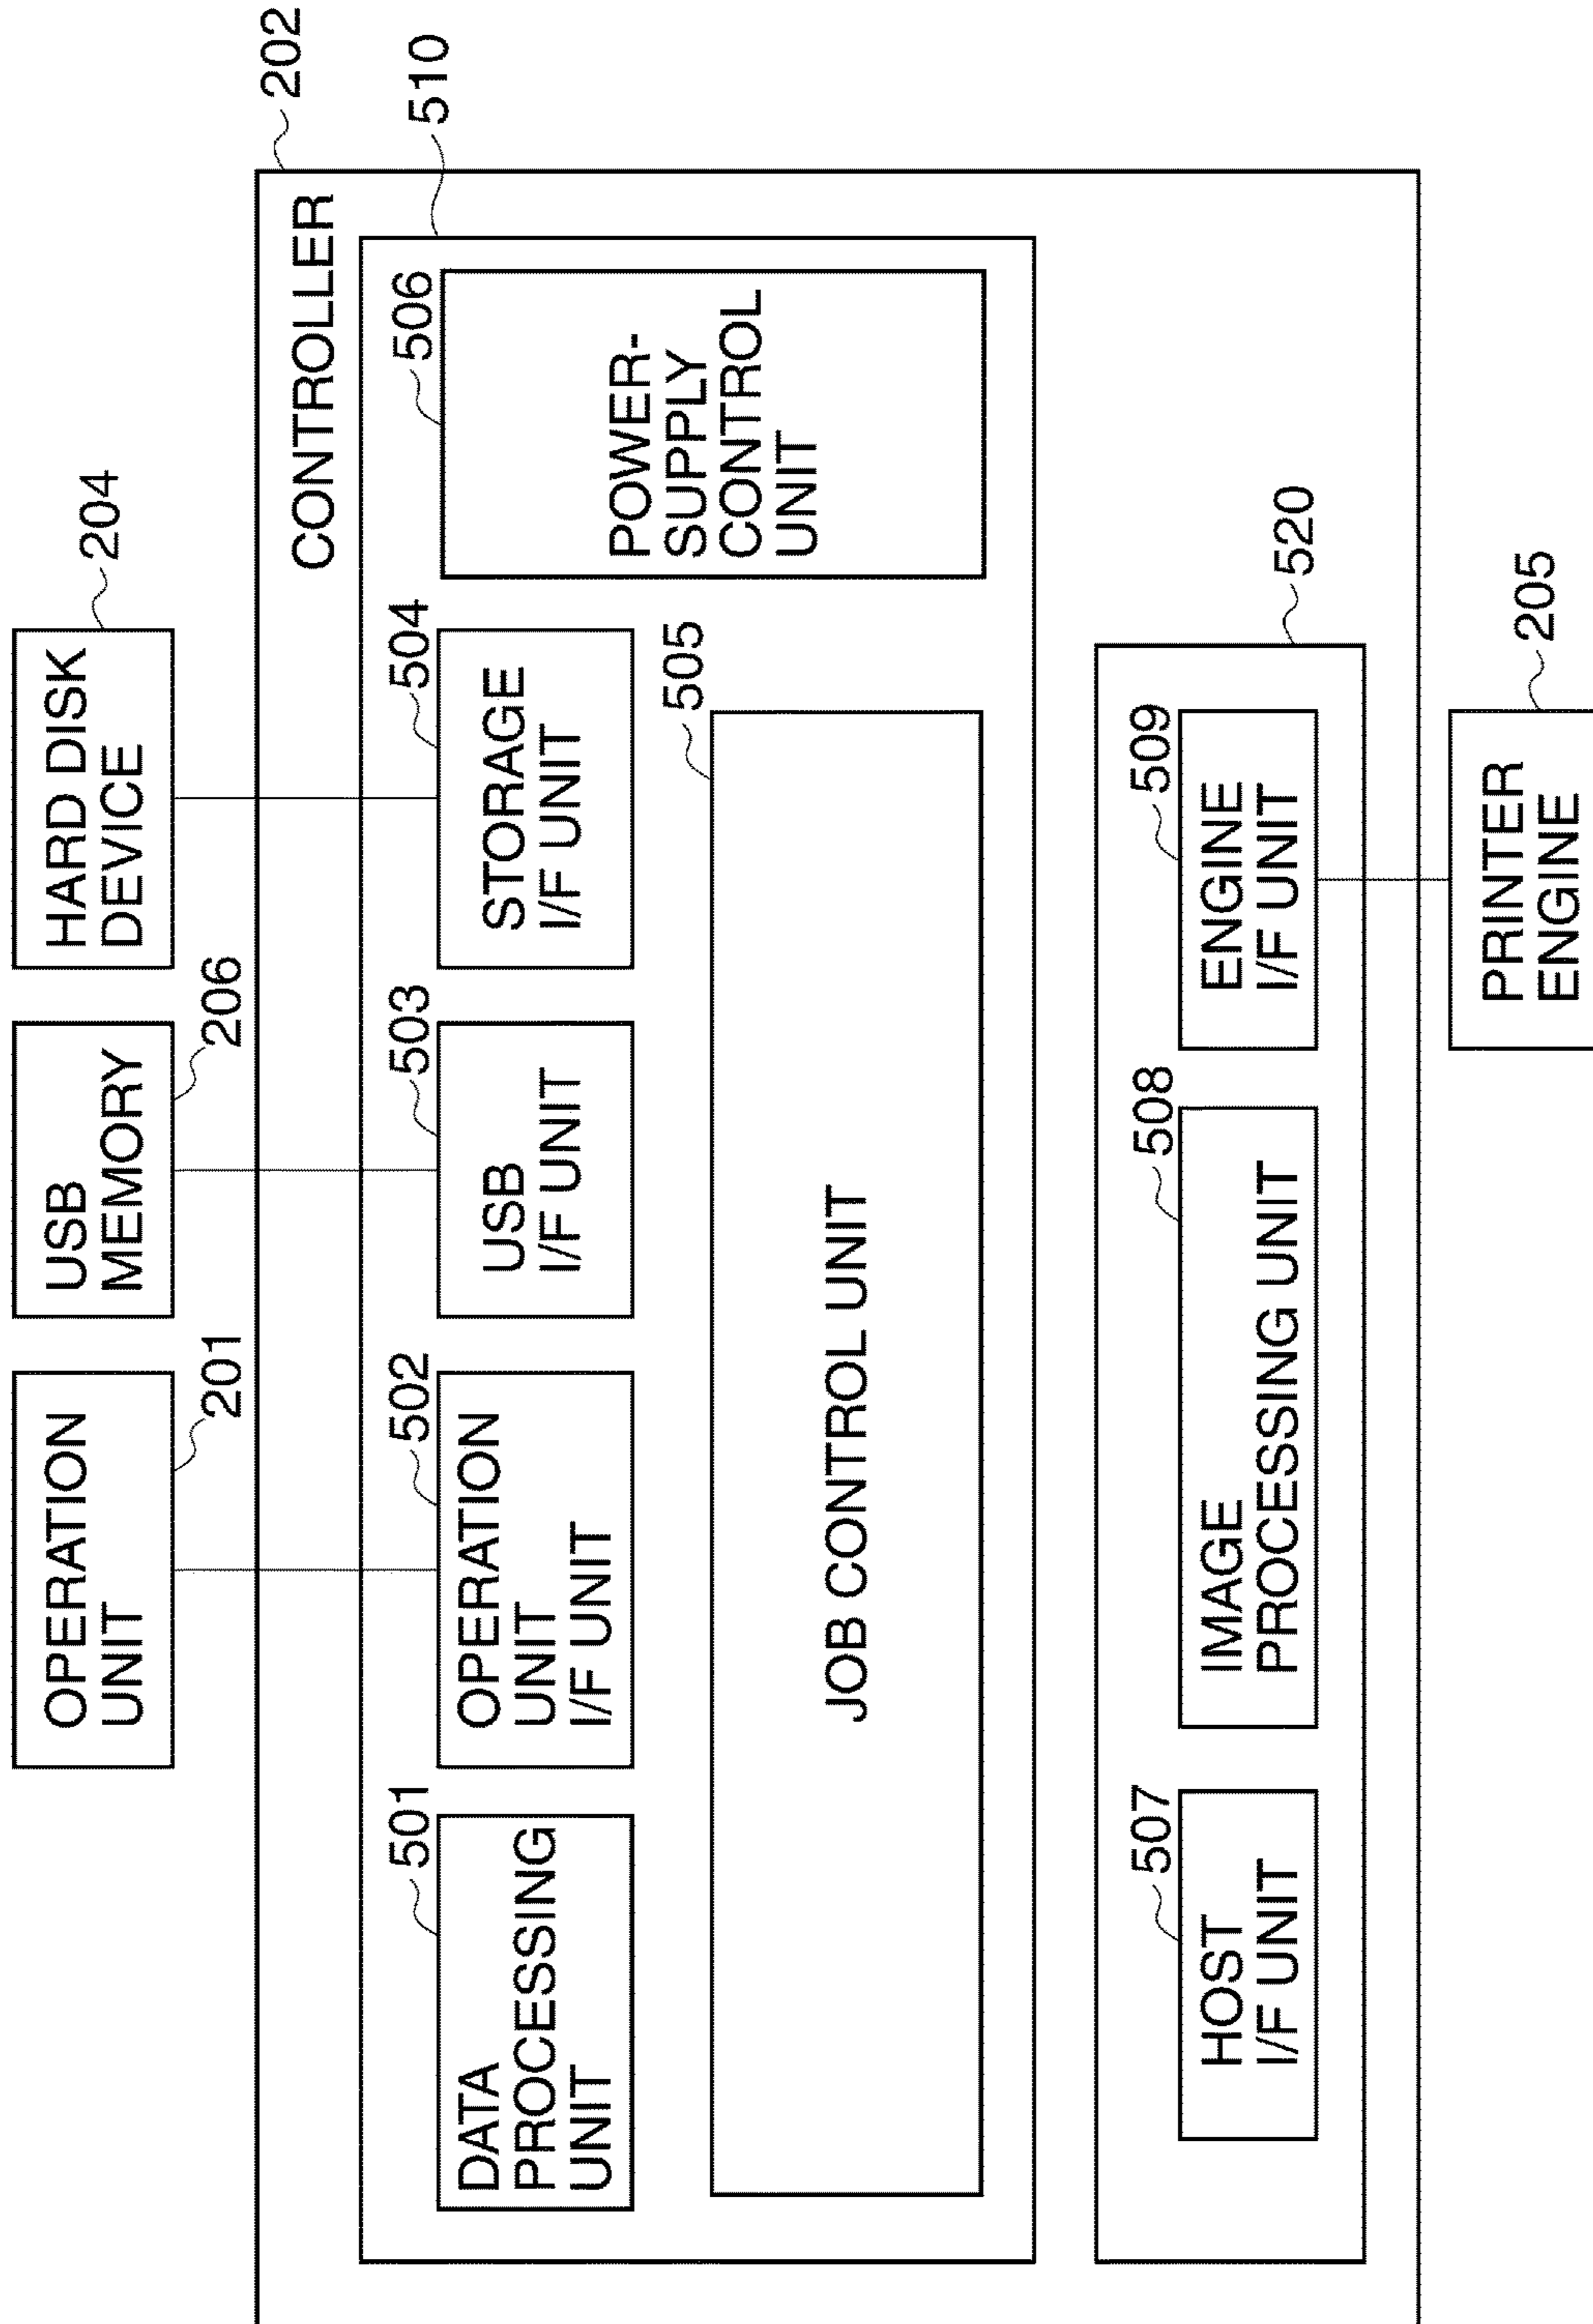 OPERATION
UNIT
201
USB
MEMORY
206
HARD DISK
DEVICE
204
202
CONTROLLER
510
501
DATA
PROCESSING
UNIT
502
OPERATION
UNIT
I/F UNIT
503
USB
I/F UNIT
504
STORAGE
I/F UNIT
506
POWER-
SUPPLY
CONTROL
UNIT
505
JOB CONTROL UNIT
520
507
HOST
I/F UNIT
508
IMAGE
PROCESSING UNIT
509
ENGINE
I/F UNIT
PRINTER
ENGINE
205